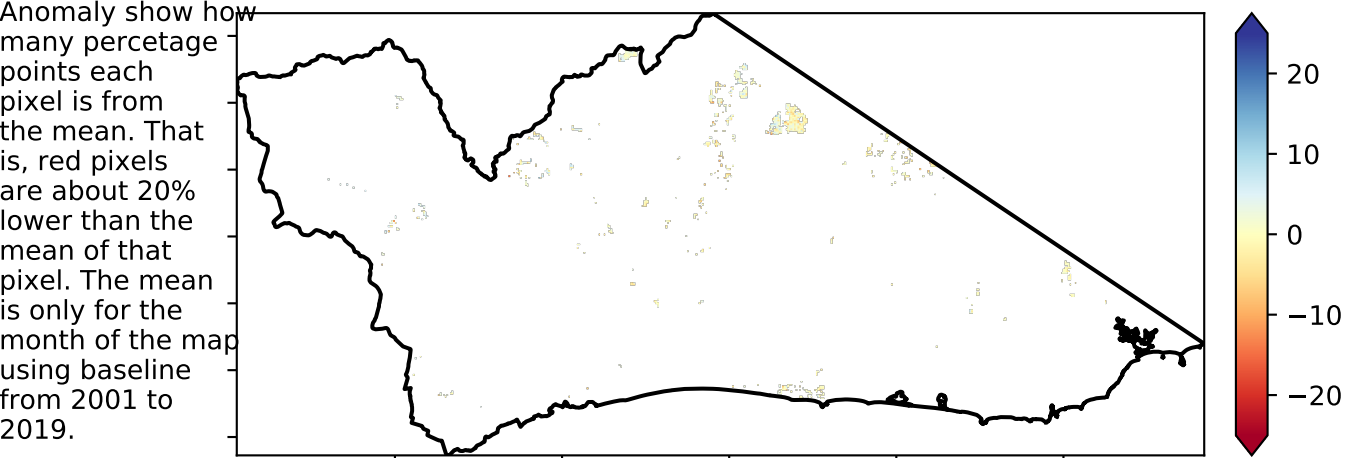 Anomaly show how
many percetage
points each
pixel is from
the mean. That
is, red pixels
are about 20%
lower than the
mean of that
pixel. The mean
is only for the
month of the map
using baseline
from 2001 to
2019.
20
10
0
−10
−20